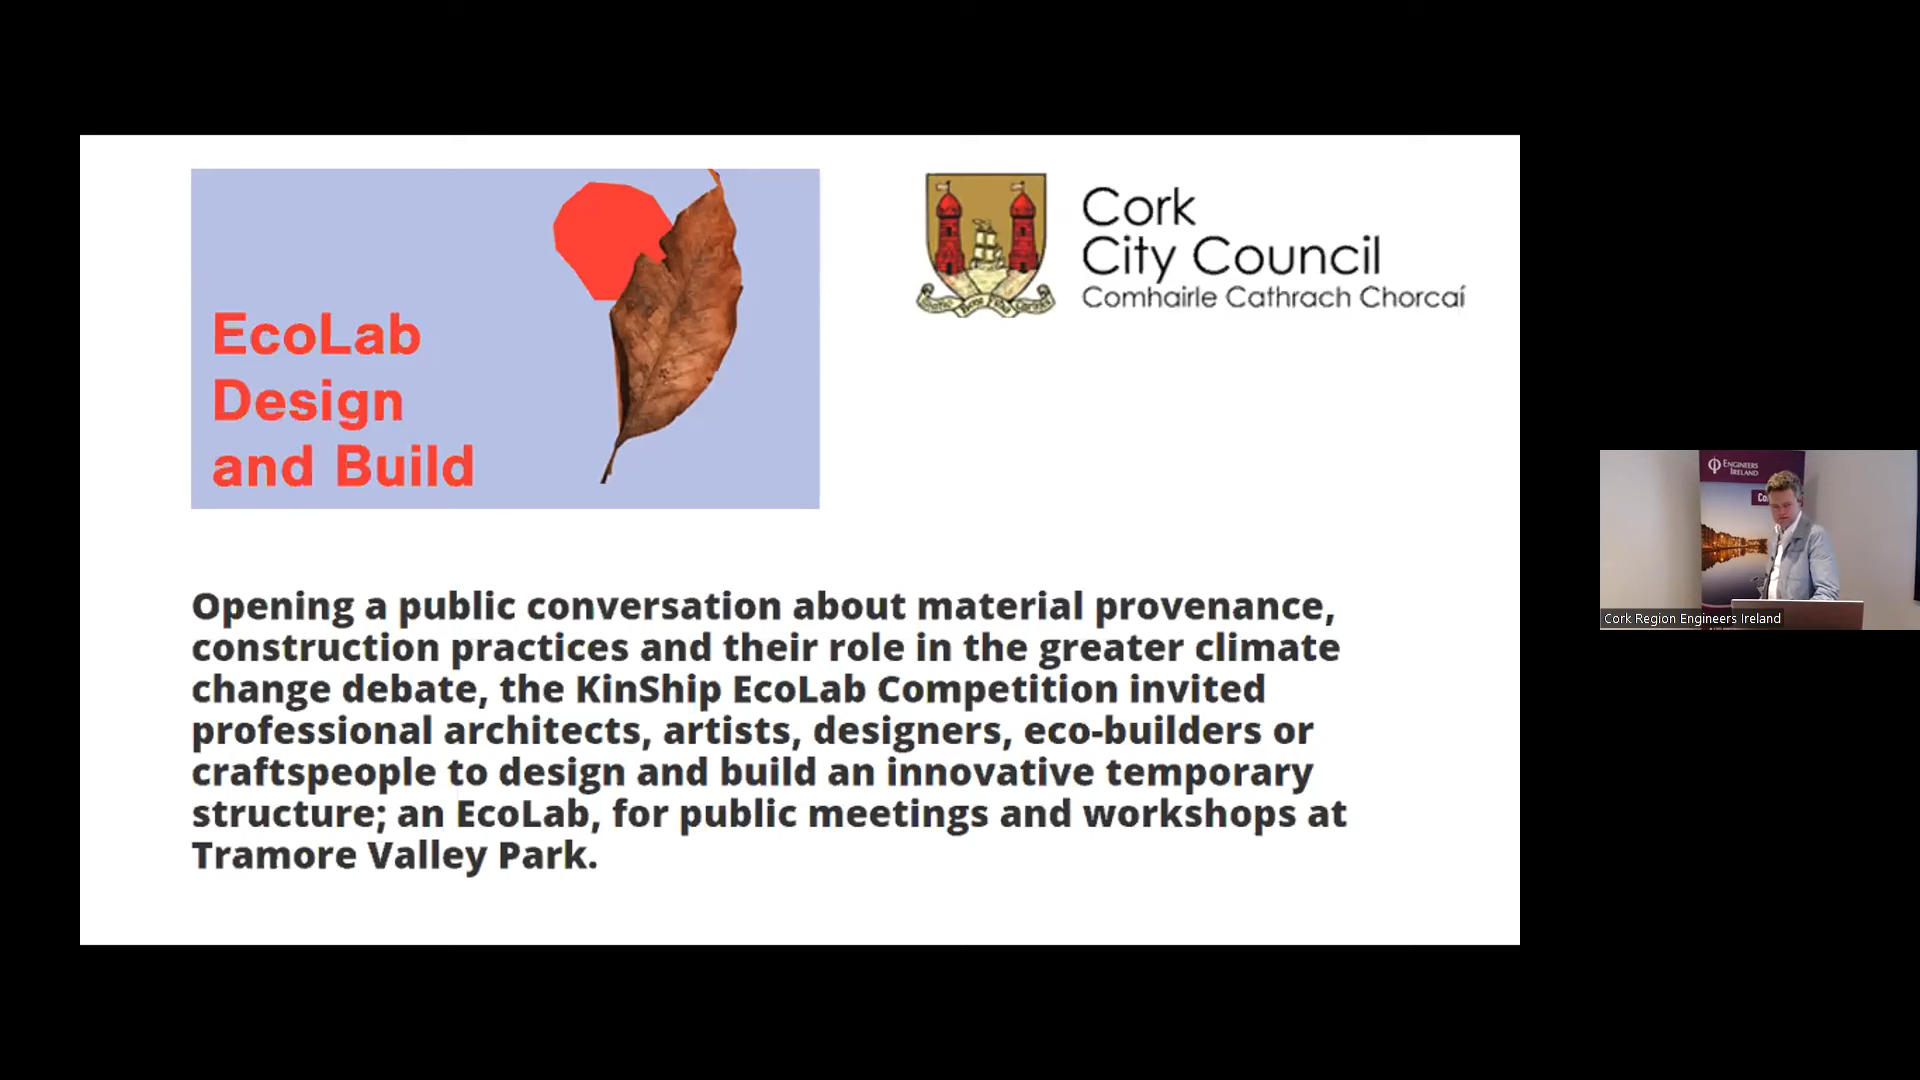 EcoLab
Design
and Build
Cork
City Council
Comhairle Cathrach Chorcaí
Opening a public conversation about material provenance,
construction practices and their role in the greater climate
change debate, the KinShip EcoLab Competition invited
professional architects, artists, designers, eco-builders or
craftspeople to design and build an innovative temporary
structure; an EcoLab, for public meetings and workshops at
Tramore Valley Park.
ENGINEERS
IRELAND
Cork Region Engineers Ireland